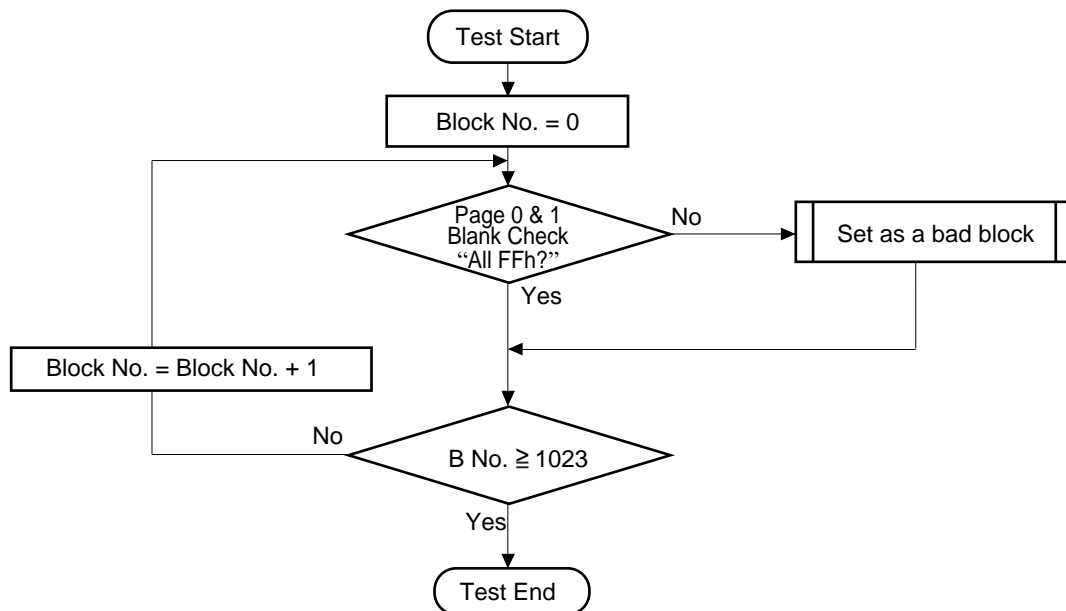 Test Start
Block No. = 0
Page 0 & 1
Blank Check
“All FFh?”
No
Set as a bad block
Yes
Block No. = Block No. + 1
No
B No. ≧ 1023
Yes
Test End